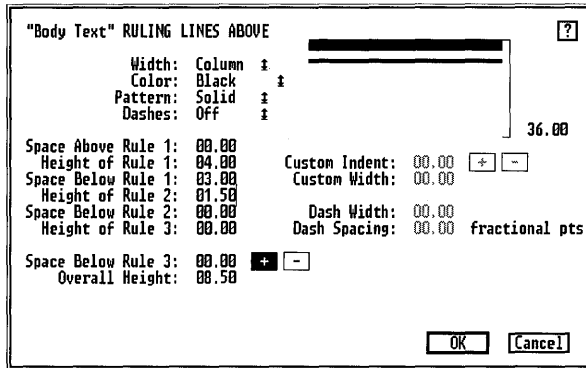 "Body Text" RULING LINES ABOVE ?
Width: Column
Color: Black
Pattern: Solid
Dashes: Off
36.00
Space Above Rule 1: 00.00
Height of Rule 1: 04.00 Custom Indent: 00.00 + -
Space Below Rule 1: 03.00 Custom Width: 00.00
Height of Rule 2: 01.50
Space Below Rule 2: 00.00 Dash Width: 00.00
Height of Rule 3: 00.00 Dash Spacing: 00.00 fractional pts
Space Below Rule 3: 00.00 + -
Overall Height: 08.50
OK Cancel